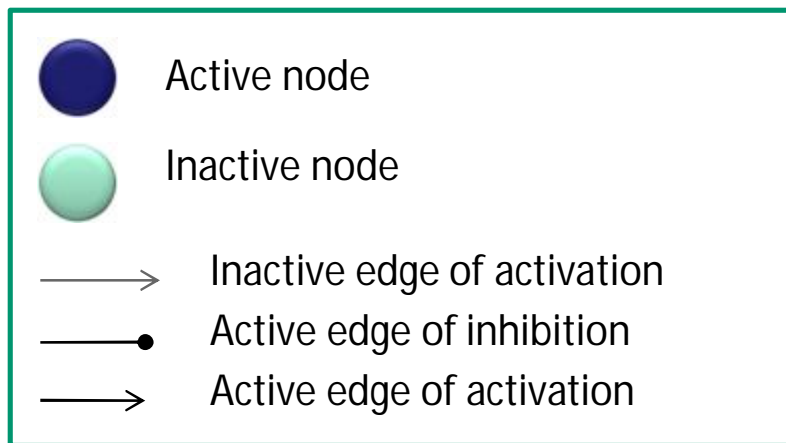 Active node
Inactive node
Inactive edge of activation
Active edge of inhibition
Active edge of activation